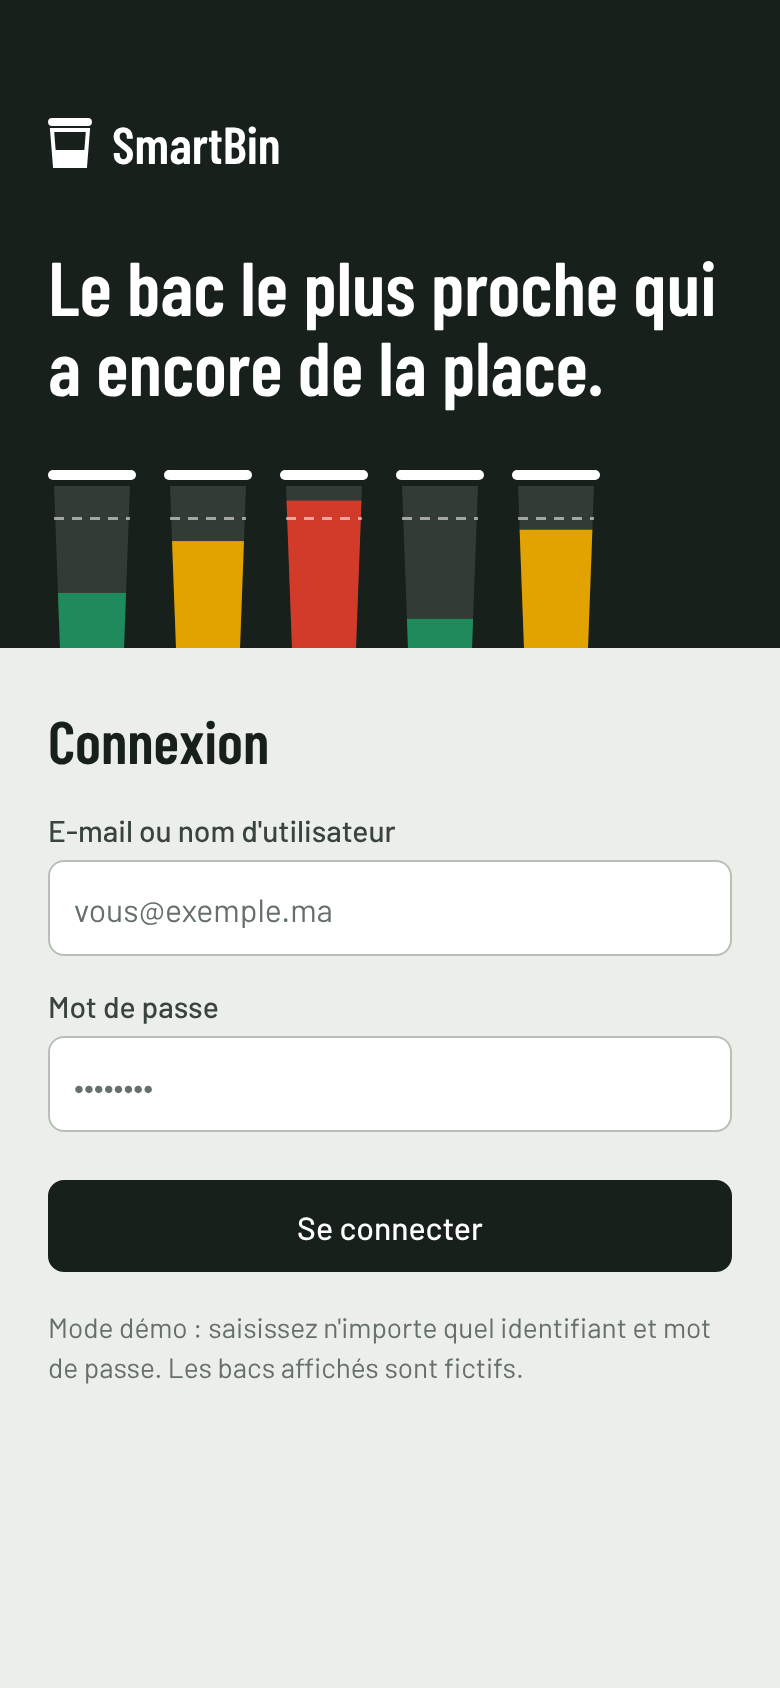 SmartBin
Le bac le plus proche qui
a encore de la place.
Connexion
E-mail ou nom d'utilisateur
vous@exemple.ma
Mot de passe
••••••••
Se connecter
Mode démo : saisissez n'importe quel identifiant et mot
de passe. Les bacs affichés sont fictifs.